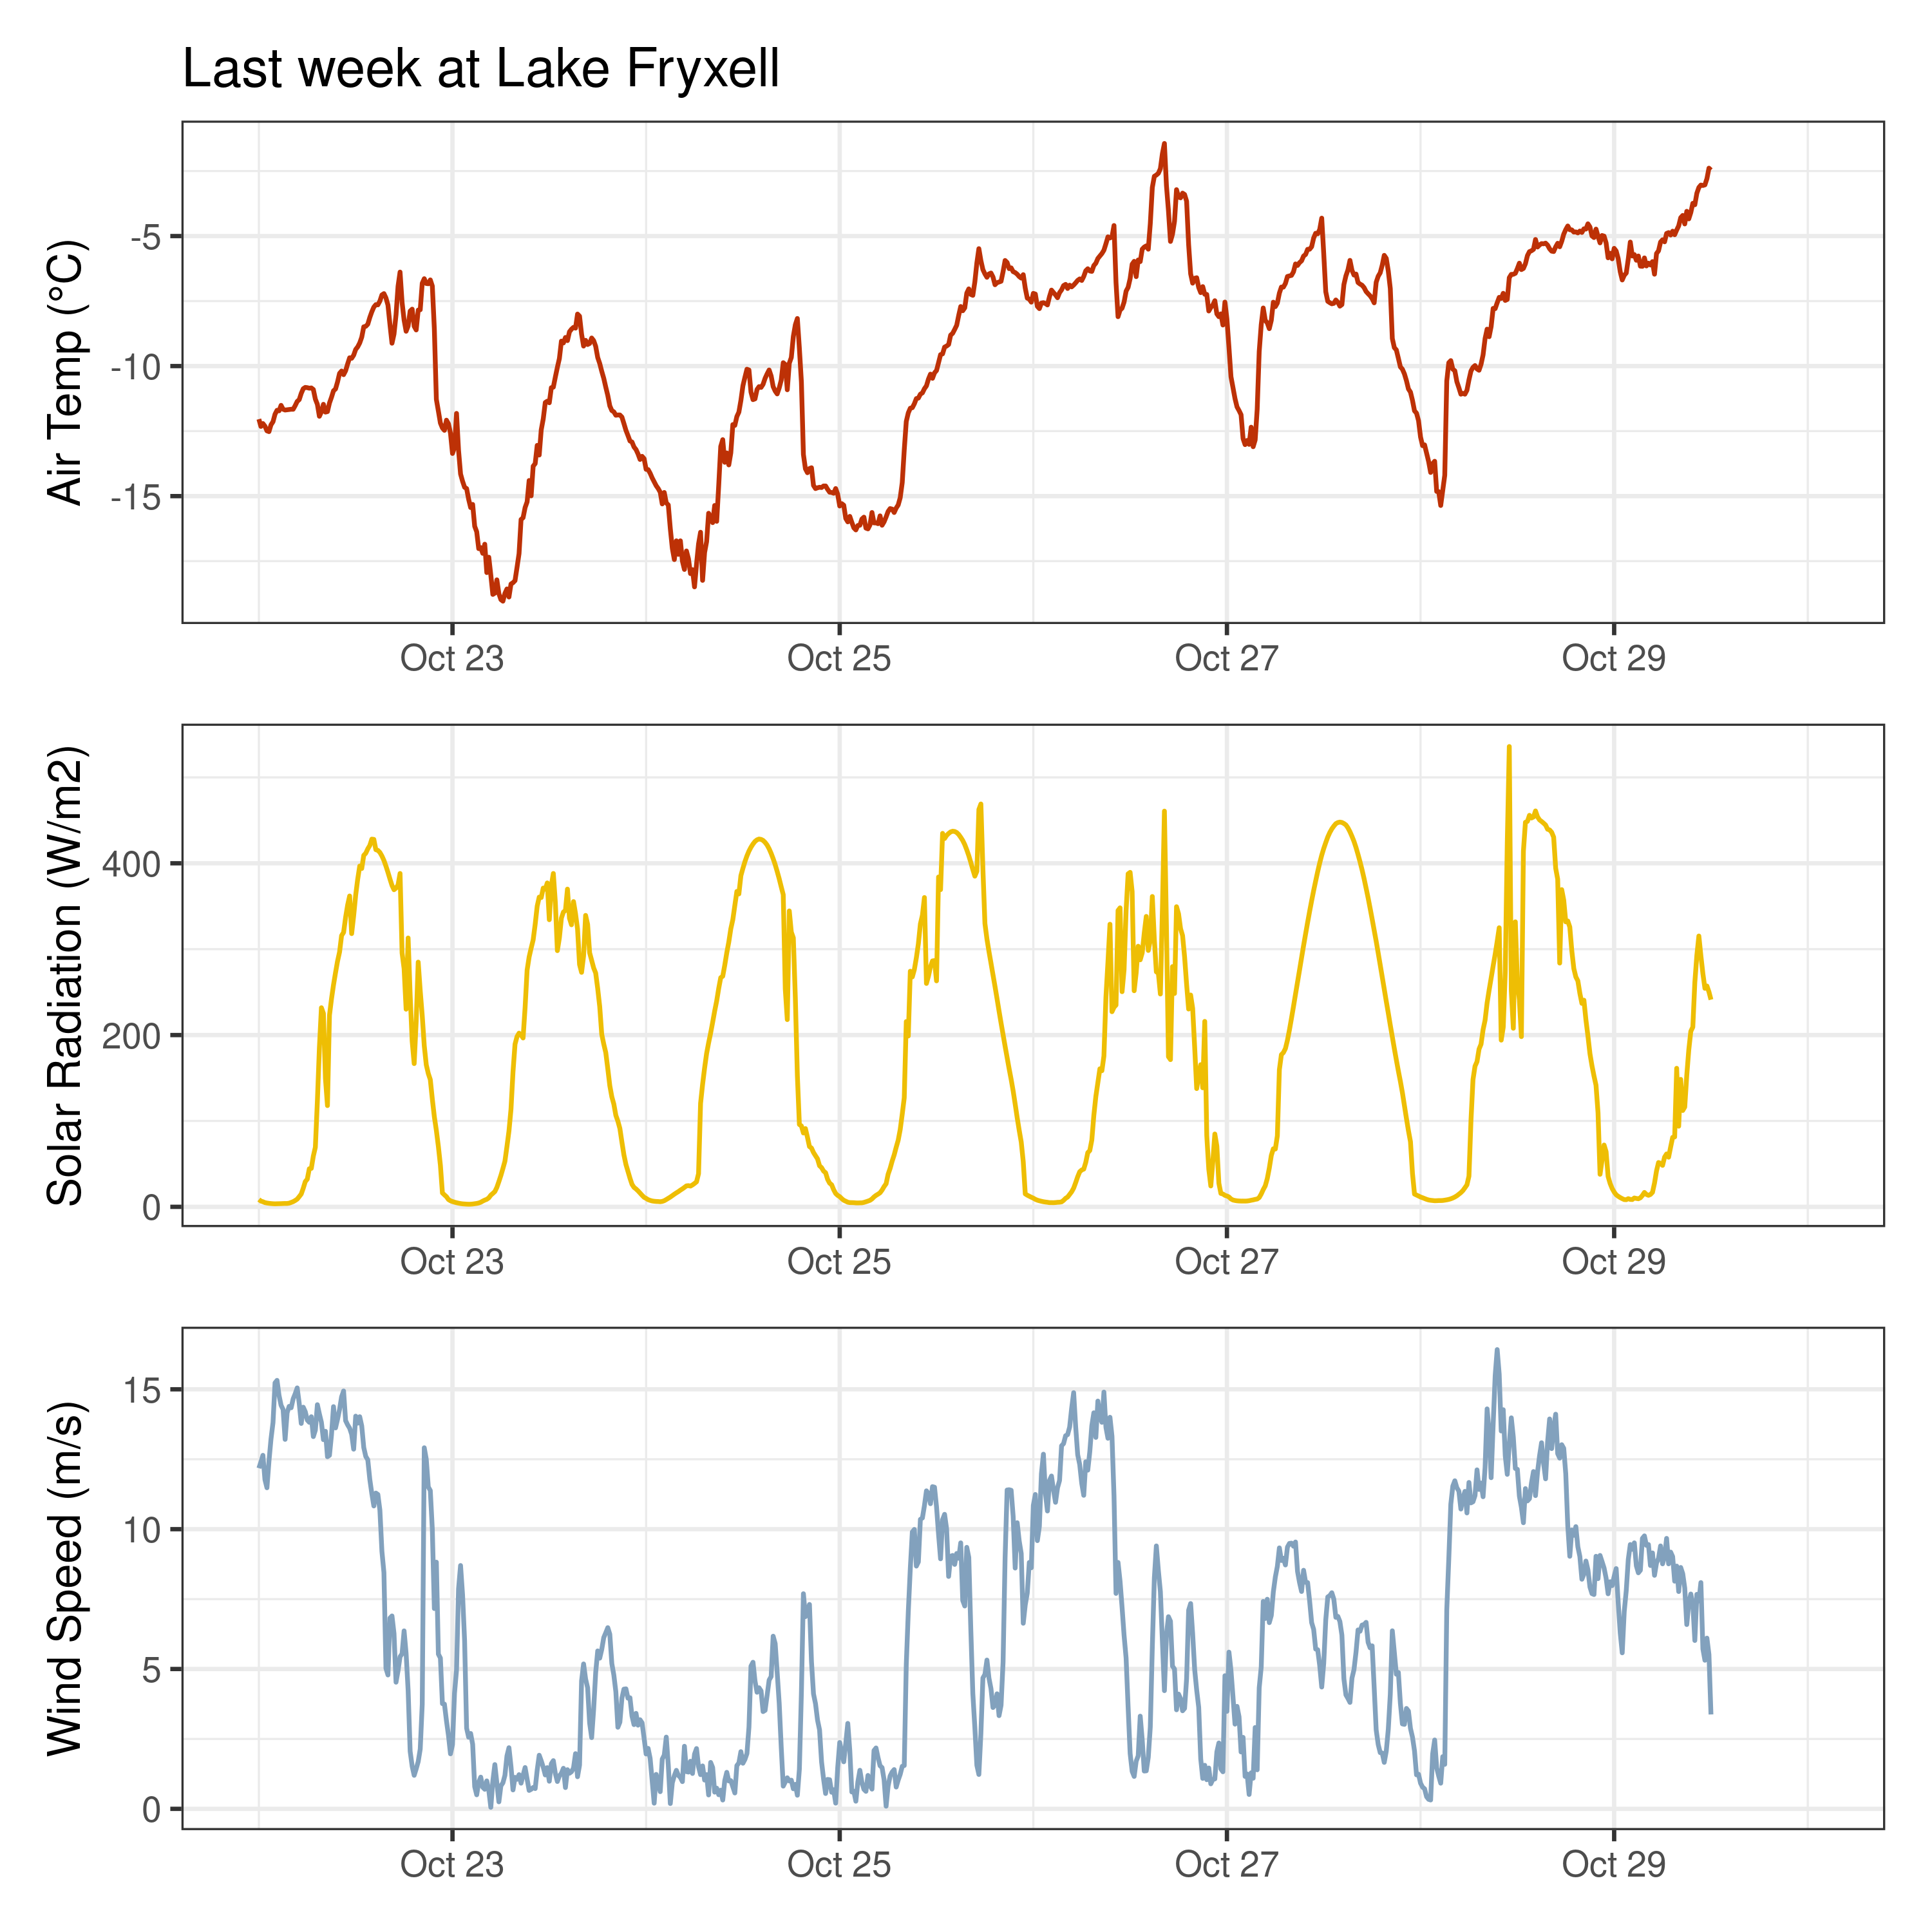 Last week at Lake Fryxell
Air Temp (°C)
-5
-10
-15
Oct 23 Oct 25 Oct 27 Oct 29
Solar Radiation (W/m2)
400
200
0
Oct 23 Oct 25 Oct 27 Oct 29
Wind Speed (m/s)
15
10
5
0
Oct 23 Oct 25 Oct 27 Oct 29